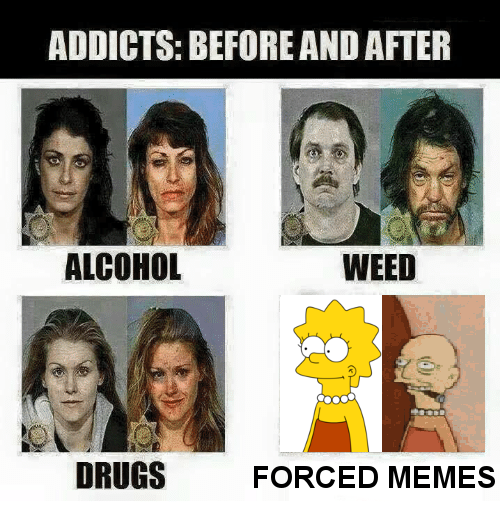 ADDICTS: BEFORE AND AFTER
ALCOHOL
WEED
DRUGS
FORCED MEMES